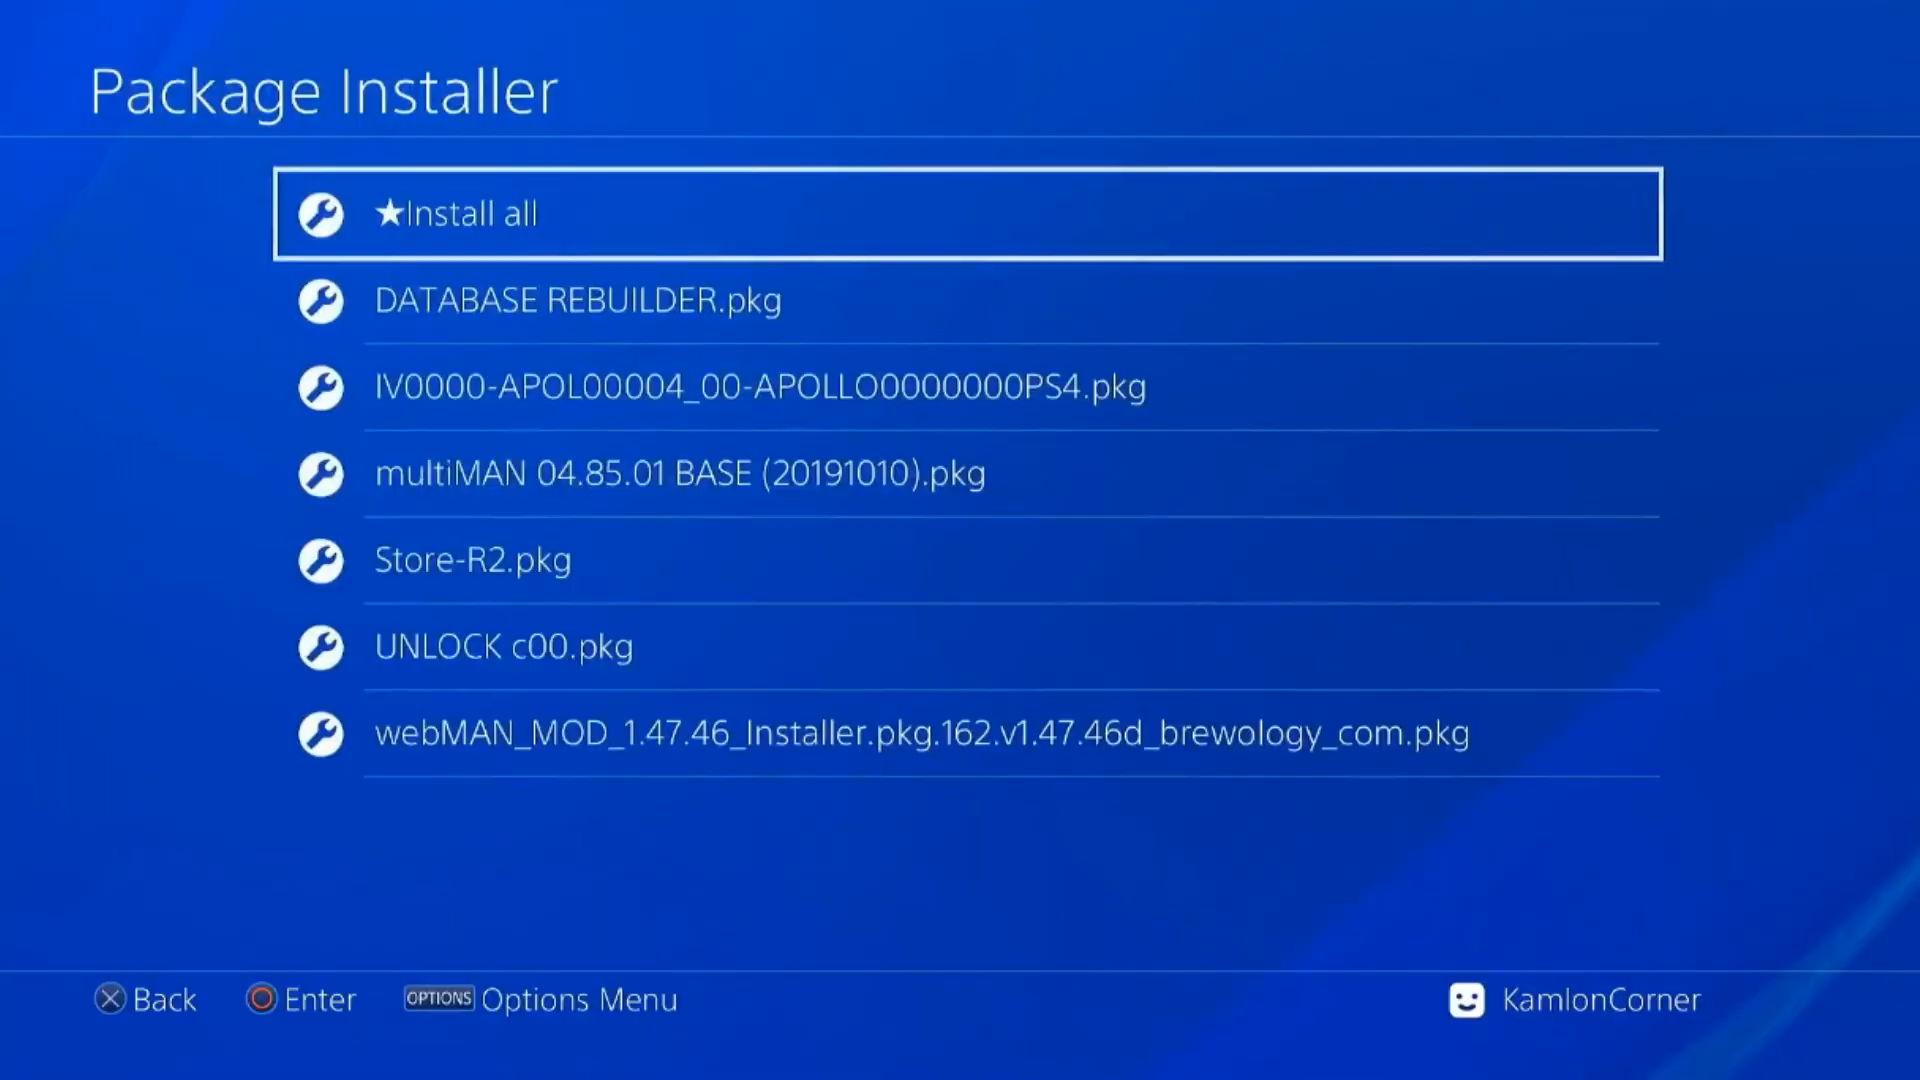 Package Installer
★Install all
DATABASE REBUILDER.pkg
IV0000-APOL00004_00-APOLLO0000000PS4.pkg
multiMAN 04.85.01 BASE (20191010).pkg
Store-R2.pkg
UNLOCK c00.pkg
webMAN_MOD_1.47.46_Installer.pkg.162.v1.47.46d_brewology_com.pkg
Back Enter OPTIONS Options Menu KamlonCorner